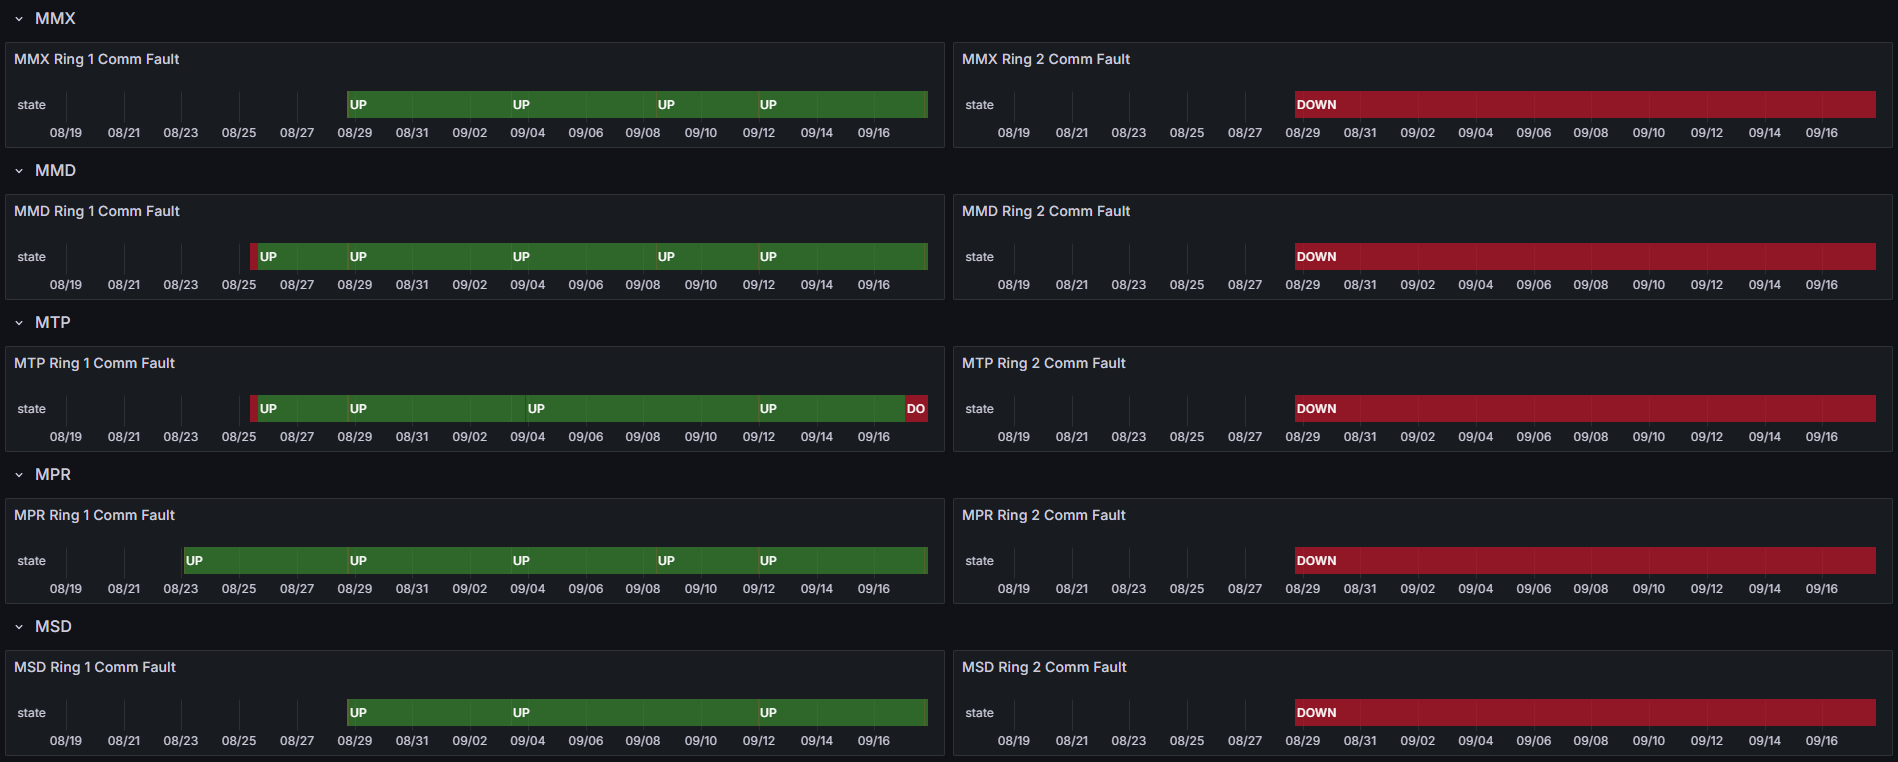 MMX
MMX Ring 1 Comm Fault
state UP UP UP UP
08/19 08/21 08/23 08/25 08/27 08/29 08/31 09/02 09/04 09/06 09/08 09/10 09/12 09/14 09/16
MMX Ring 2 Comm Fault
state DOWN
08/19 08/21 08/23 08/25 08/27 08/29 08/31 09/02 09/04 09/06 09/08 09/10 09/12 09/14 09/16
MMD
MMD Ring 1 Comm Fault
state UP UP UP UP UP
08/19 08/21 08/23 08/25 08/27 08/29 08/31 09/02 09/04 09/06 09/08 09/10 09/12 09/14 09/16
MMD Ring 2 Comm Fault
state DOWN
08/19 08/21 08/23 08/25 08/27 08/29 08/31 09/02 09/04 09/06 09/08 09/10 09/12 09/14 09/16
MTP
MTP Ring 1 Comm Fault
state UP UP UP UP DO
08/19 08/21 08/23 08/25 08/27 08/29 08/31 09/02 09/04 09/06 09/08 09/10 09/12 09/14 09/16
MTP Ring 2 Comm Fault
state DOWN
08/19 08/21 08/23 08/25 08/27 08/29 08/31 09/02 09/04 09/06 09/08 09/10 09/12 09/14 09/16
MPR
MPR Ring 1 Comm Fault
state UP UP UP UP UP
08/19 08/21 08/23 08/25 08/27 08/29 08/31 09/02 09/04 09/06 09/08 09/10 09/12 09/14 09/16
MPR Ring 2 Comm Fault
state DOWN
08/19 08/21 08/23 08/25 08/27 08/29 08/31 09/02 09/04 09/06 09/08 09/10 09/12 09/14 09/16
MSD
MSD Ring 1 Comm Fault
state UP UP UP
08/19 08/21 08/23 08/25 08/27 08/29 08/31 09/02 09/04 09/06 09/08 09/10 09/12 09/14 09/16
MSD Ring 2 Comm Fault
state DOWN
08/19 08/21 08/23 08/25 08/27 08/29 08/31 09/02 09/04 09/06 09/08 09/10 09/12 09/14 09/16